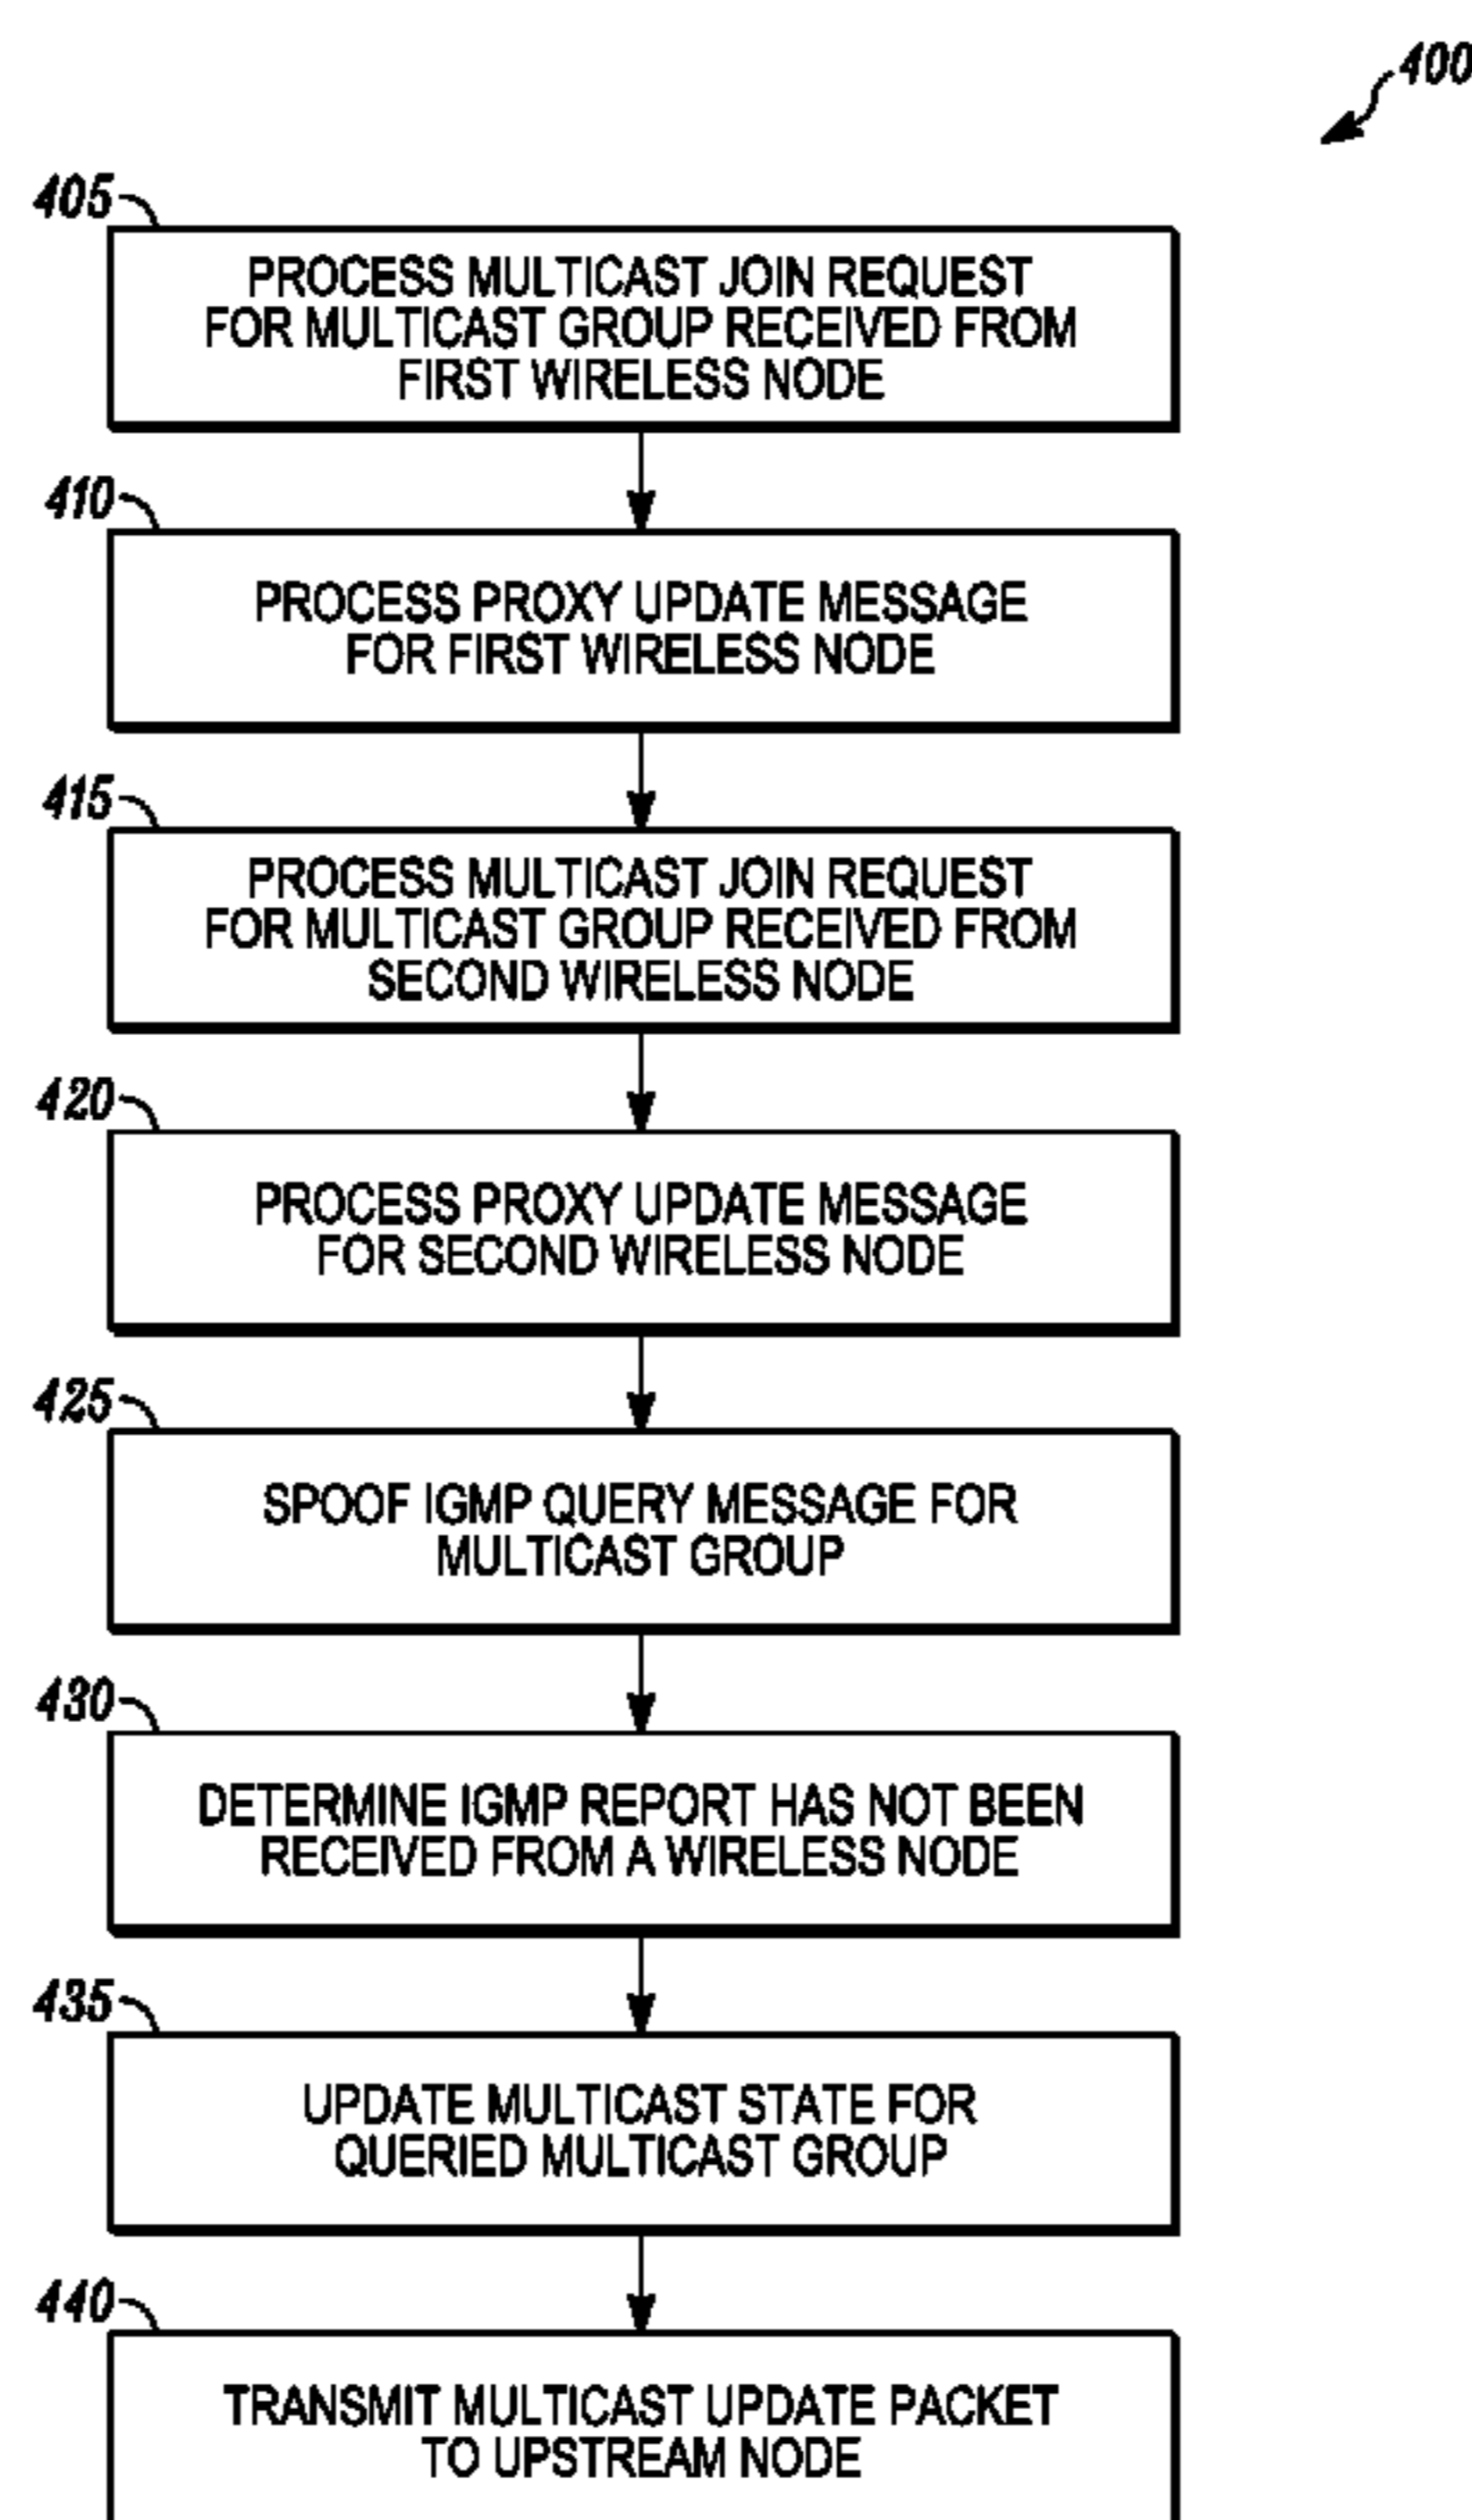 400
405
PROCESS MULTICAST JOIN REQUEST
FOR MULTICAST GROUP RECEIVED FROM
FIRST WIRELESS NODE
410
PROCESS PROXY UPDATE MESSAGE
FOR FIRST WIRELESS NODE
415
PROCESS MULTICAST JOIN REQUEST
FOR MULTICAST GROUP RECEIVED FROM
SECOND WIRELESS NODE
420
PROCESS PROXY UPDATE MESSAGE
FOR SECOND WIRELESS NODE
425
SPOOF IGMP QUERY MESSAGE FOR
MULTICAST GROUP
430
DETERMINE IGMP REPORT HAS NOT BEEN
RECEIVED FROM A WIRELESS NODE
435
UPDATE MULTICAST STATE FOR
QUERIED MULTICAST GROUP
440
TRANSMIT MULTICAST UPDATE PACKET
TO UPSTREAM NODE